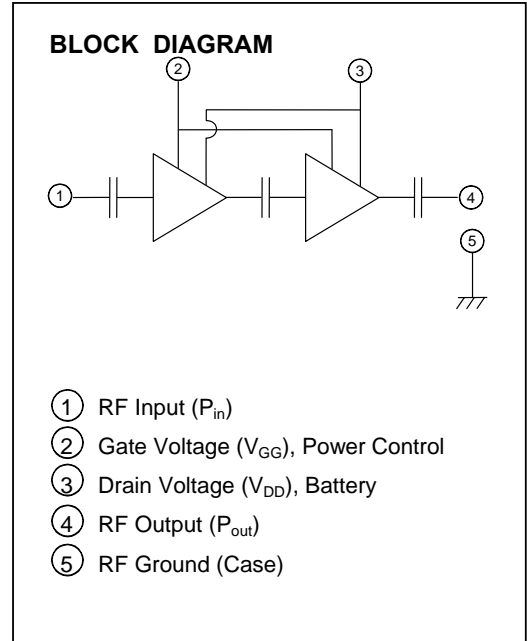 BLOCK DIAGRAM
2
3
1
4
5
1 RF Input (Pin)
2 Gate Voltage (VGG), Power Control
3 Drain Voltage (VDD), Battery
4 RF Output (Pout)
5 RF Ground (Case)